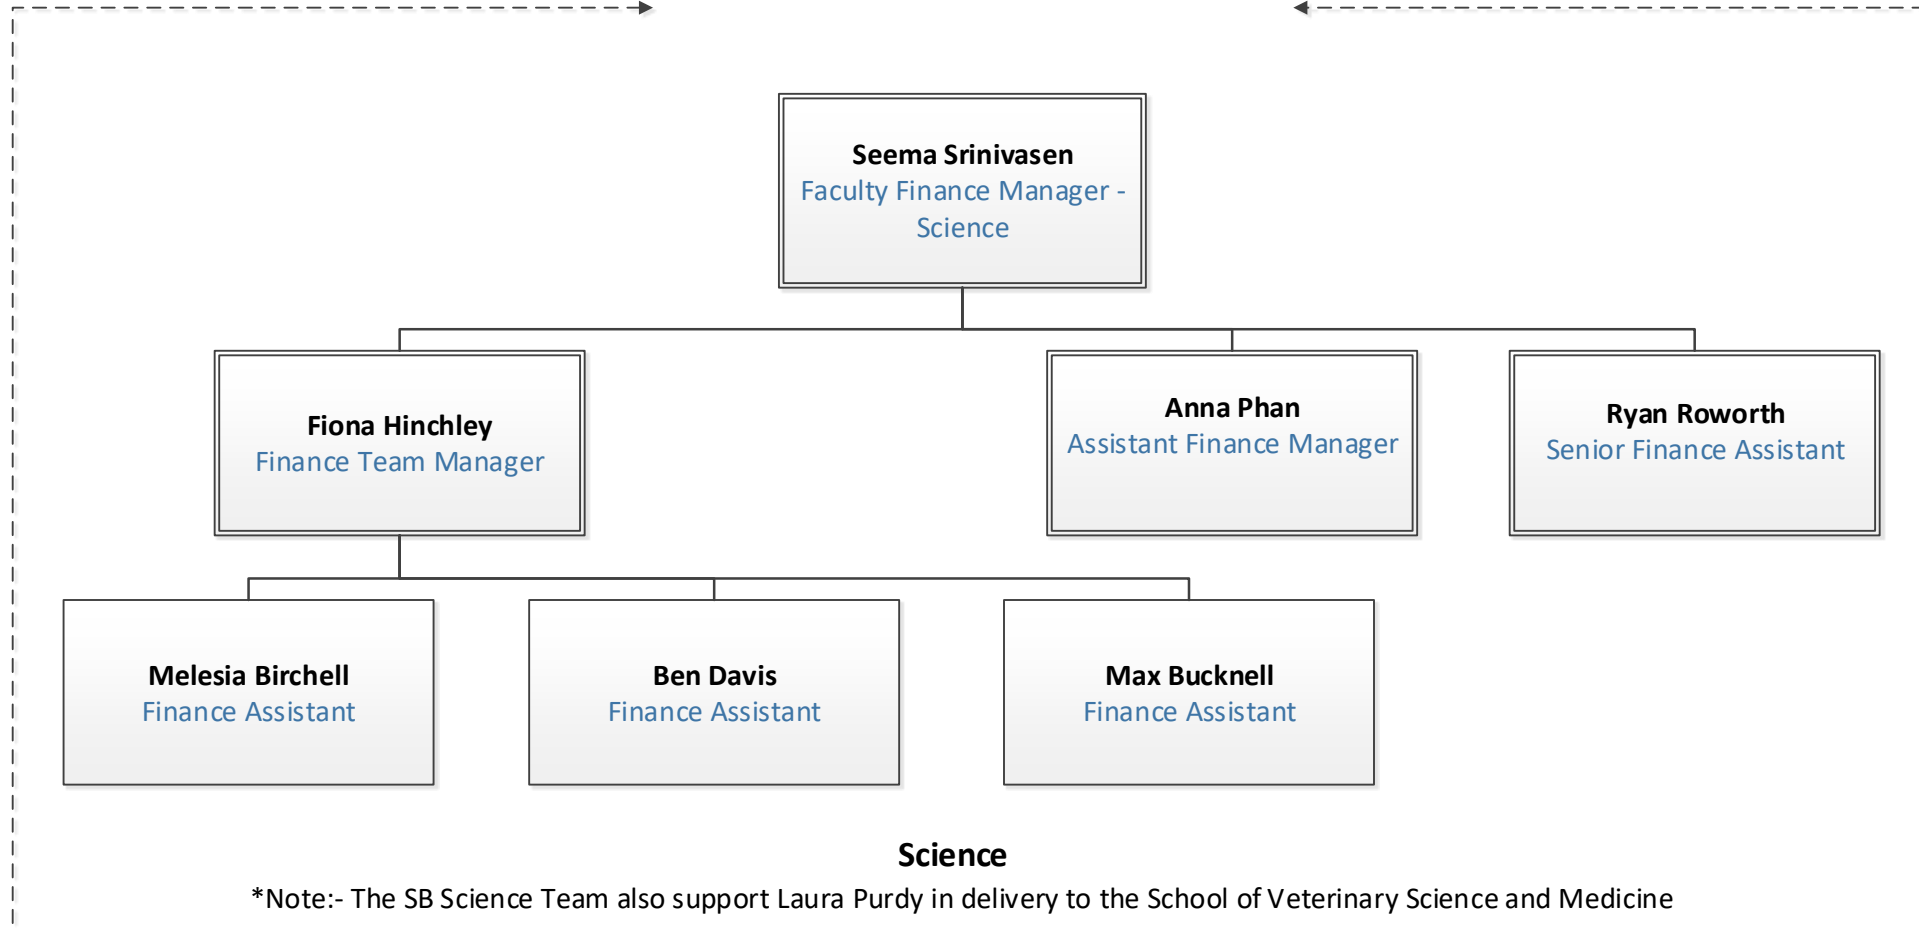 Seema Srinivasen
Faculty Finance Manager -
Science
Fiona Hinchley
Finance Team Manager
Anna Phan
Assistant Finance Manager
Ryan Roworth
Senior Finance Assistant
Melesia Birchell
Finance Assistant
Ben Davis
Finance Assistant
Max Bucknell
Finance Assistant
Science
*Note:- The SB Science Team also support Laura Purdy in delivery to the School of Veterinary Science and Medicine